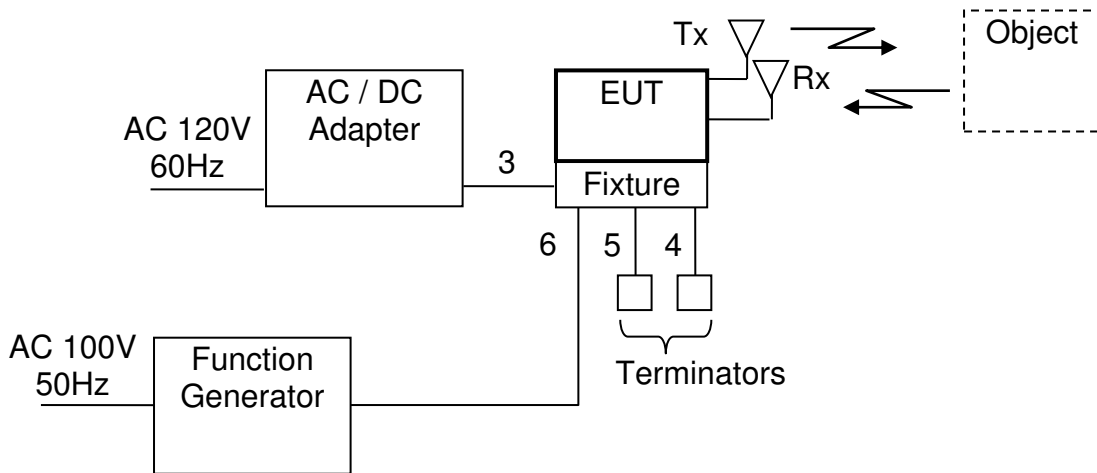 Tx
Object
Rx
AC / DC
Adapter
EUT
AC 120V
60Hz
3
Fixture
6
5
4
AC 100V
50Hz
Function
Generator
Terminators